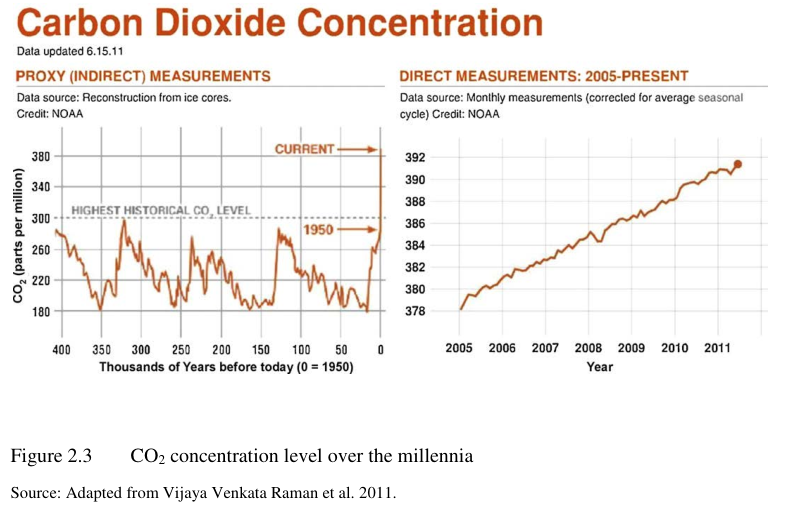 Carbon Dioxide Concentration
Data updated 6.15.11
PROXY (INDIRECT) MEASUREMENTS
Data source: Reconstruction from ice cores.
Credit: NOAA
CURRENT
HIGHEST HISTORICAL CO₂ LEVEL
1950
CO₂ (parts per million)
380
340
300
260
220
180
400 350 300 250 200 150 100 50 0
Thousands of Years before today (0 = 1950)
DIRECT MEASUREMENTS: 2005-PRESENT
Data source: Monthly measurements (corrected for average seasonal
cycle) Credit: NOAA
392
390
388
386
384
382
380
378
2005 2006 2007 2008 2009 2010 2011
Year
Figure 2.3 CO₂ concentration level over the millennia
Source: Adapted from Vijaya Venkata Raman et al. 2011.